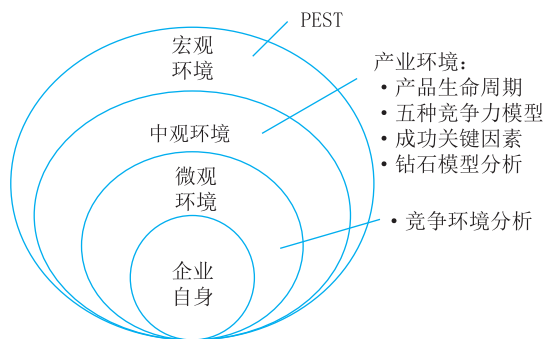 PEST
宏观
环境
产业环境：
·产品生命周期
·五种竞争力模型
·成功关键因素
·钻石模型分析
中观环境
微观
环境
·竞争环境分析
企业
自身